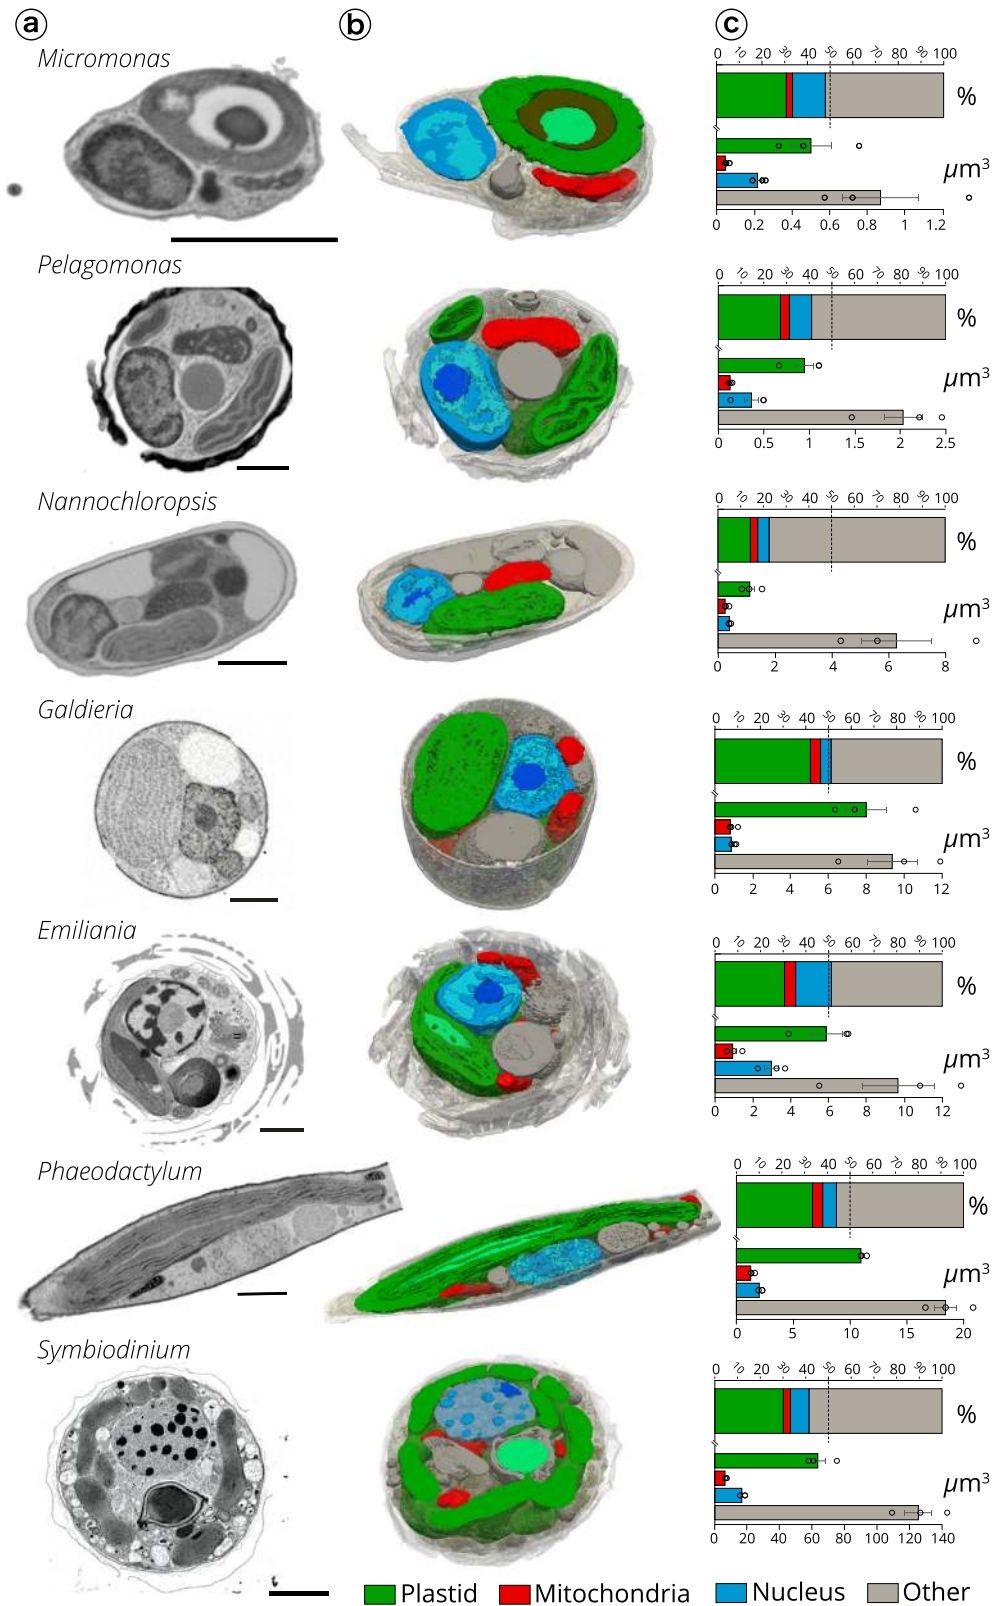 a b c
Micromonas
0 10 20 30 40 50 60 70 80 90 100
%
µm³
0 0.2 0.4 0.6 0.8 1 1.2
Pelagomonas
0 10 20 30 40 50 60 70 80 90 100
%
µm³
0 0.5 1 1.5 2 2.5
Nannochloropsis
0 10 20 30 40 50 60 70 80 90 100
%
µm³
0 2 4 6 8
Galdieria
0 10 20 30 40 50 60 70 80 90 100
%
µm³
0 2 4 6 8 10 12
Emiliania
0 10 20 30 40 50 60 70 80 90 100
%
µm³
0 2 4 6 8 10 12
Phaeodactylum
0 10 20 30 40 50 60 70 80 90 100
%
µm³
0 5 10 15 20
Symbiodinium
0 10 20 30 40 50 60 70 80 90 100
%
µm³
0 20 40 60 80 100 120 140
Plastid Mitochondria Nucleus Other